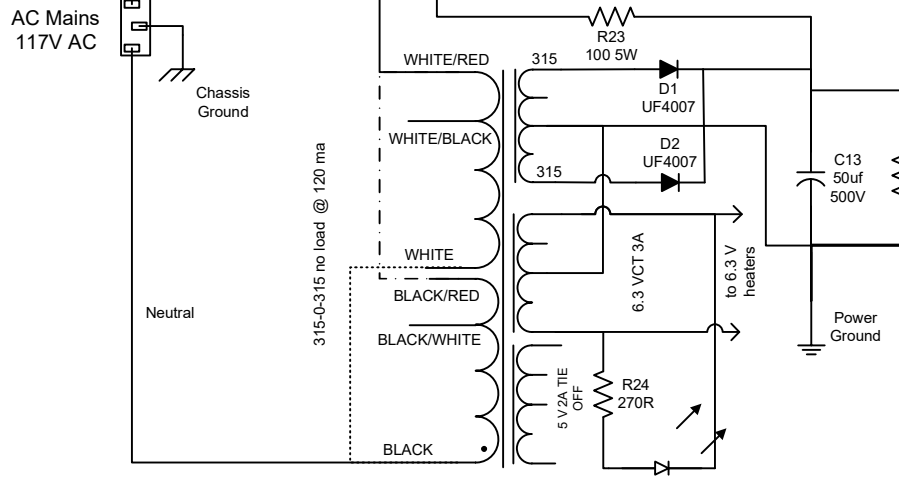 AC Mains
117V AC
Chassis
Ground
Neutral
315-0-315 no load @ 120 ma
WHITE/RED
WHITE/BLACK
WHITE
BLACK/RED
BLACK/WHITE
BLACK
315
315
R23
100 5W
D1
UF4007
D2
UF4007
6.3 VCT 3A
to 6.3 V
heaters
5 V 2A TIE
OFF
R24
270R
C13
50uf
500V
Power
Ground